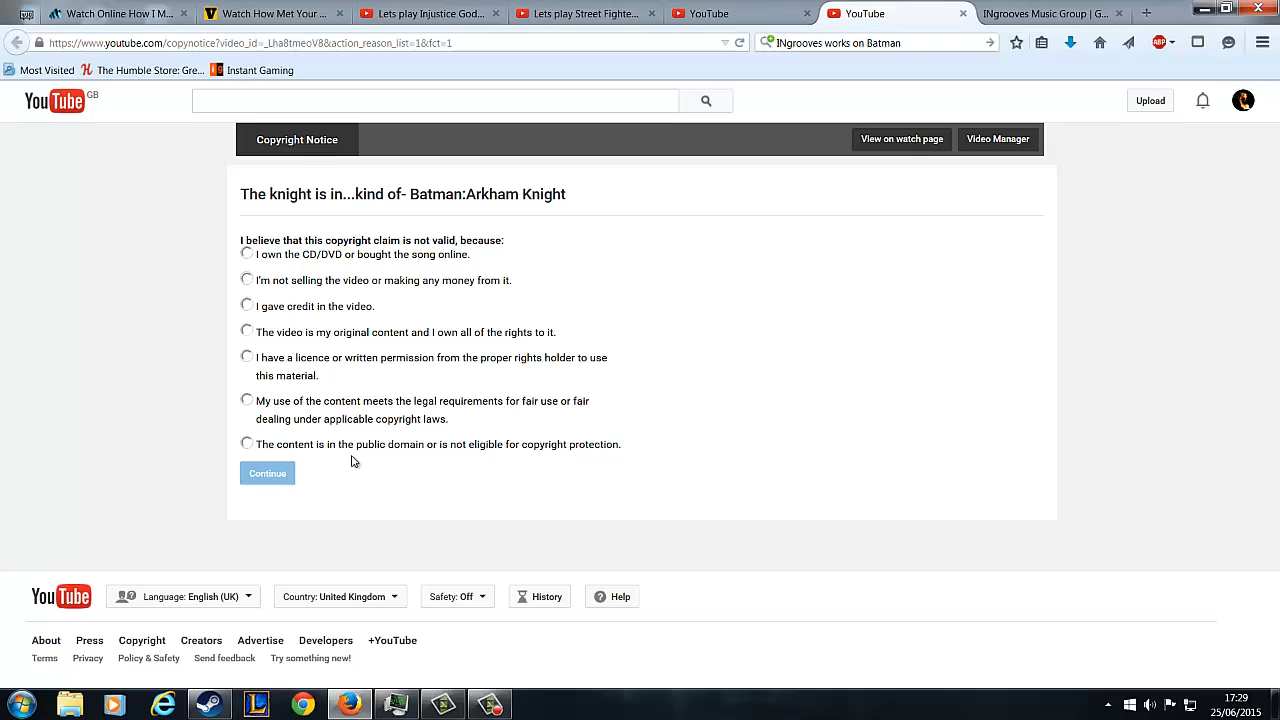 Watch Online How I M...
Watch How Met Your ...
Lets play Injustice God...
Lets play Street Fighte...
YouTube
YouTube
INgrooves Music Group | G...
https://www.youtube.com/copynotice?video_id=_Lha8tmeoV8&action_reason_list=1&fct=1
INgrooves works on Batman
ABP
Most Visited
The Humble Store: Gre...
Instant Gaming
YouTube GB
Upload
Copyright Notice
View on watch page
Video Manager
The knight is in...kind of- Batman:Arkham Knight
I believe that this copyright claim is not valid, because:
I own the CD/DVD or bought the song online.
I'm not selling the video or making any money from it.
I gave credit in the video.
The video is my original content and I own all of the rights to it.
I have a licence or written permission from the proper rights holder to use
this material.
My use of the content meets the legal requirements for fair use or fair
dealing under applicable copyright laws.
The content is in the public domain or is not eligible for copyright protection.
Continue
YouTube
Language: English (UK)
Country: United Kingdom
Safety: Off
History
Help
About
Press
Copyright
Creators
Advertise
Developers
+YouTube
Terms
Privacy
Policy & Safety
Send feedback
Try something new!
17:29
25/06/2015